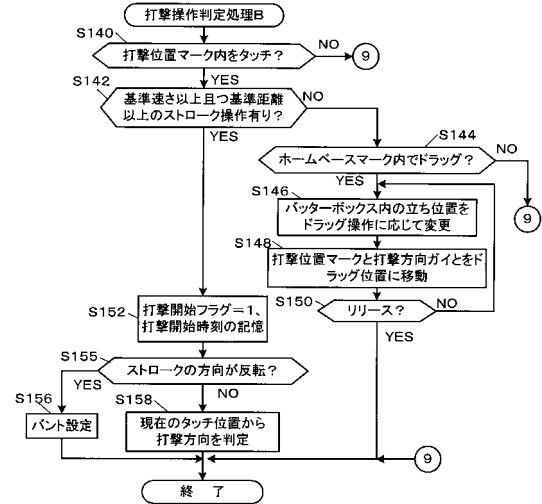 打撃操作判定処理B
S140
打撃位置マーク内をタッチ？
NO
9
YES
S142
基準速さ以上且つ基準距離
以上のストローク操作有り？
NO
YES
S144
ホームベースマーク内でドラッグ？
NO
YES
9
S146
バッターボックス内の立ち位置を
ドラッグ操作に応じて変更
S148
打撃位置マークと打撃方向ガイとをド
ラッグ位置に移動
S150
リリース？
NO
YES
S152
打撃開始フラグ=1、
打撃開始時刻の記憶
S155
ストロークの方向が反転？
YES
NO
S156
バント設定
S158
現在のタッチ位置から
打撃方向を判定
9
終 了